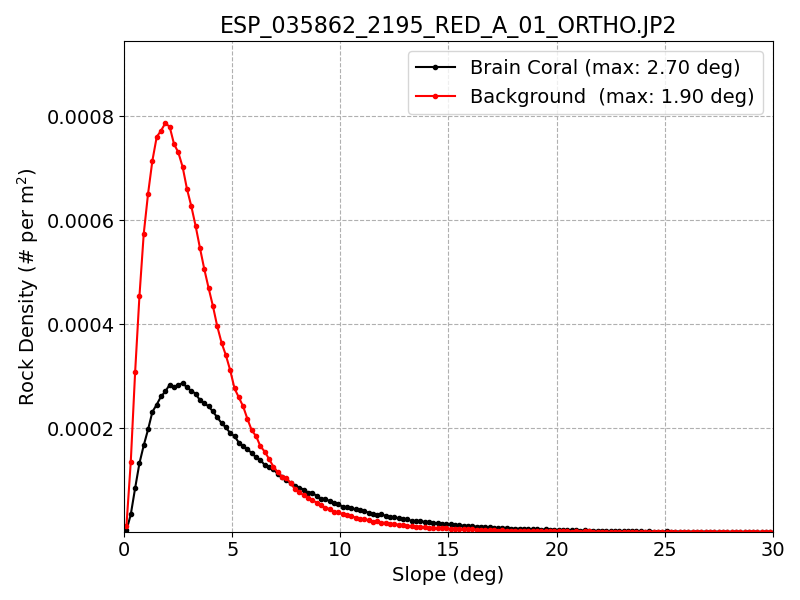 ESP_035862_2195_RED_A_01_ORTHO.JP2
Brain Coral (max: 2.70 deg)
Background  (max: 1.90 deg)
Rock Density (# per m²)
0.0008
0.0006
0.0004
0.0002
0 5 10 15 20 25 30
Slope (deg)